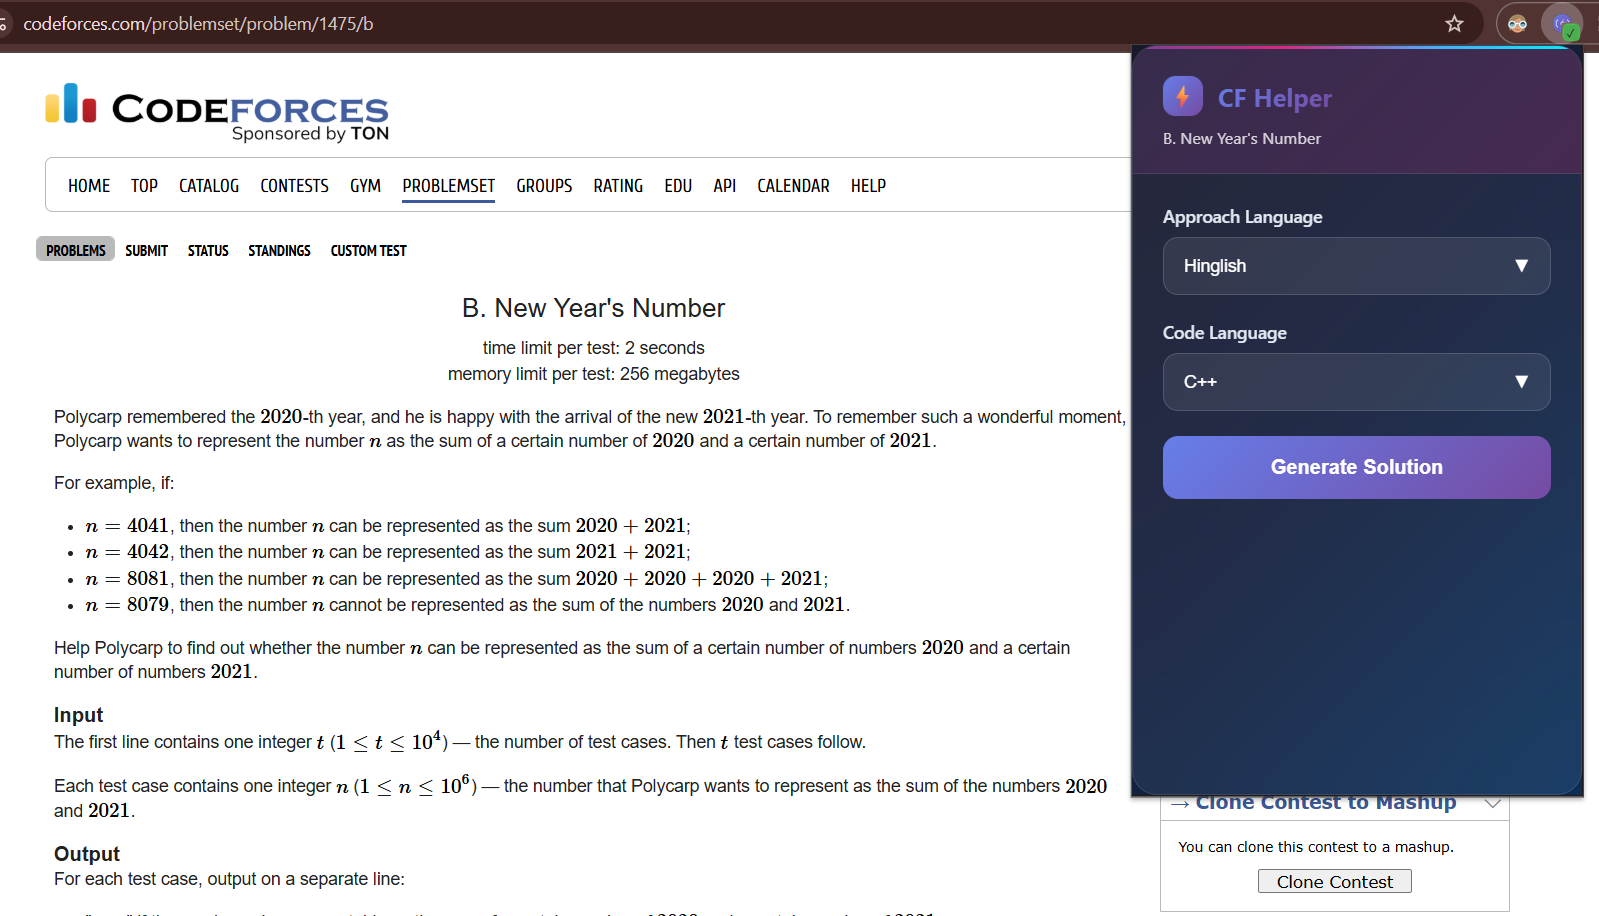 codeforces.com/problemset/problem/1475/b
CODEFORCES
Sponsored by TON
HOME TOP CATALOG CONTESTS GYM PROBLEMSET GROUPS RATING EDU API CALENDAR HELP
PROBLEMS SUBMIT STATUS STANDINGS CUSTOM TEST
B. New Year's Number
time limit per test: 2 seconds
memory limit per test: 256 megabytes
Polycarp remembered the 2020-th year, and he is happy with the arrival of the new 2021-th year. To remember such a wonderful moment,
Polycarp wants to represent the number n as the sum of a certain number of 2020 and a certain number of 2021.
For example, if:
• n = 4041, then the number n can be represented as the sum 2020 + 2021;
• n = 4042, then the number n can be represented as the sum 2021 + 2021;
• n = 8081, then the number n can be represented as the sum 2020 + 2020 + 2020 + 2021;
• n = 8079, then the number n cannot be represented as the sum of the numbers 2020 and 2021.
Help Polycarp to find out whether the number n can be represented as the sum of a certain number of numbers 2020 and a certain
number of numbers 2021.
Input
The first line contains one integer t (1 ≤ t ≤ 10⁴) — the number of test cases. Then t test cases follow.
Each test case contains one integer n (1 ≤ n ≤ 10⁶) — the number that Polycarp wants to represent as the sum of the numbers 2020
and 2021.
Output
For each test case, output on a separate line:
CF Helper
B. New Year's Number
Approach Language
Hinglish
Code Language
C++
Generate Solution
→ Clone Contest to Mashup
You can clone this contest to a mashup.
Clone Contest